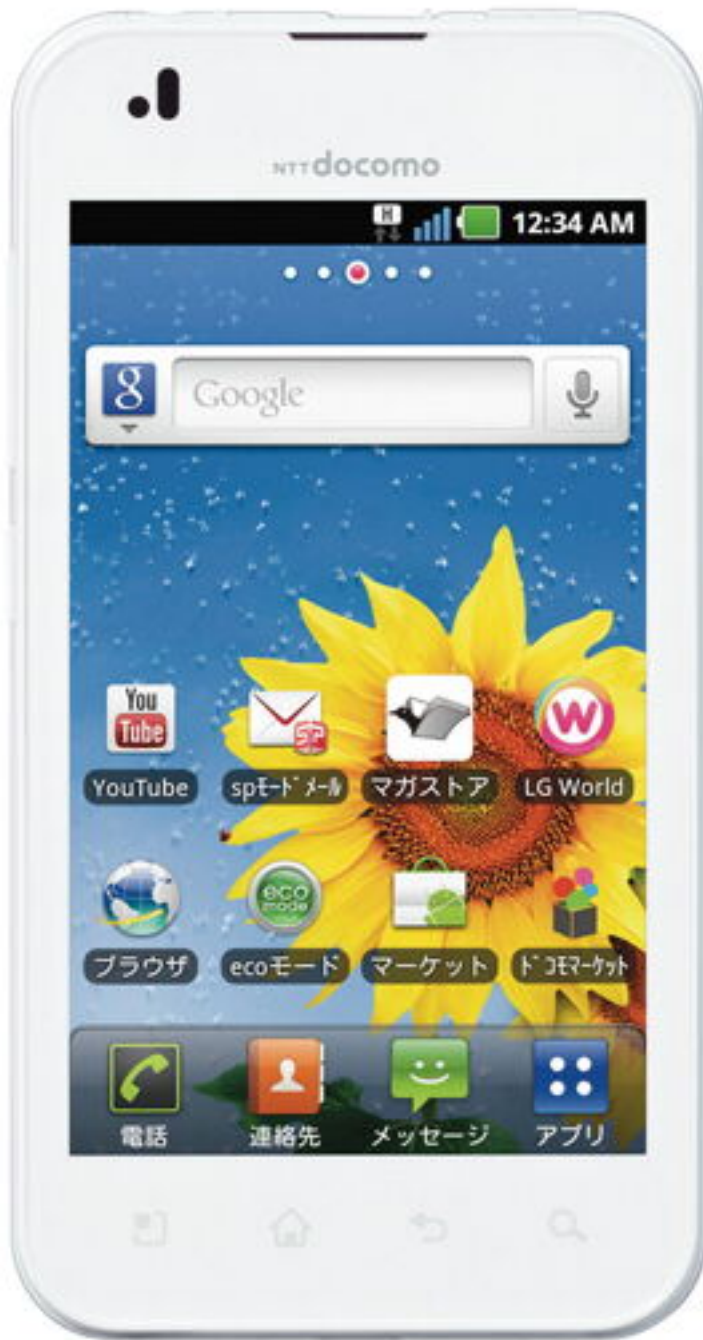 NTT docomo
H 12:34 AM
8 Google
You
Tube
YouTube spﾓｰﾄﾞﾒｰﾙ マガストア LG World
eco
mode
ブラウザ ecoモード マーケット ﾄﾞｺﾓﾏｰｹｯﾄ
電話 連絡先 メッセージ アプリ